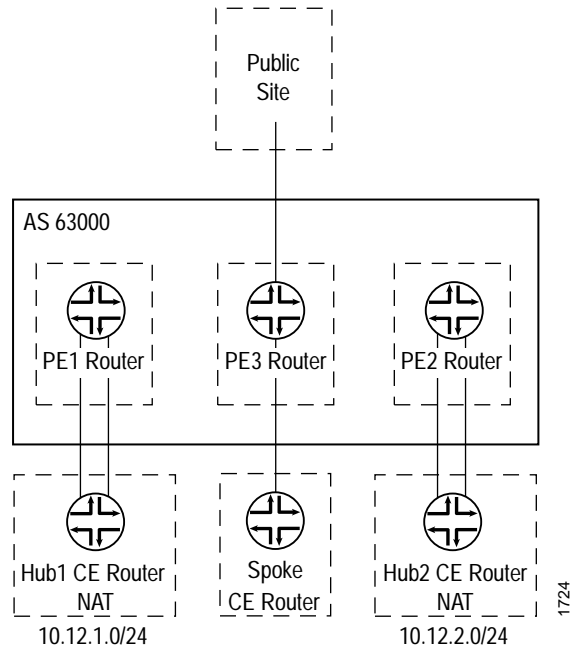 Public
Site
AS 63000
PE1 Router
PE3 Router
PE2 Router
Hub1 CE Router
NAT
Spoke
CE Router
Hub2 CE Router
NAT
10.12.1.0/24
10.12.2.0/24
1724